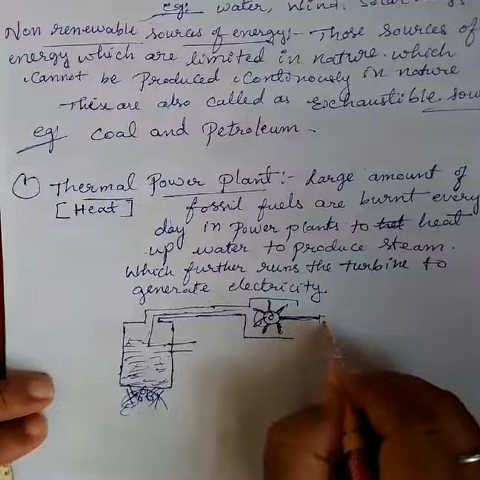 eg: water, wind, solar
Non renewable sources of energy:- Those sources of
energy which are limited in nature. which
cannot be produced continously in nature
These are also called as Exhaustible sou
eg: Coal and Petroleum.
① Thermal Power Plant:- Large amount of
[Heat] fossil fuels are burnt every
day in power plants to heat
up water to produce steam.
which further runs the turbine to
generate electricity.